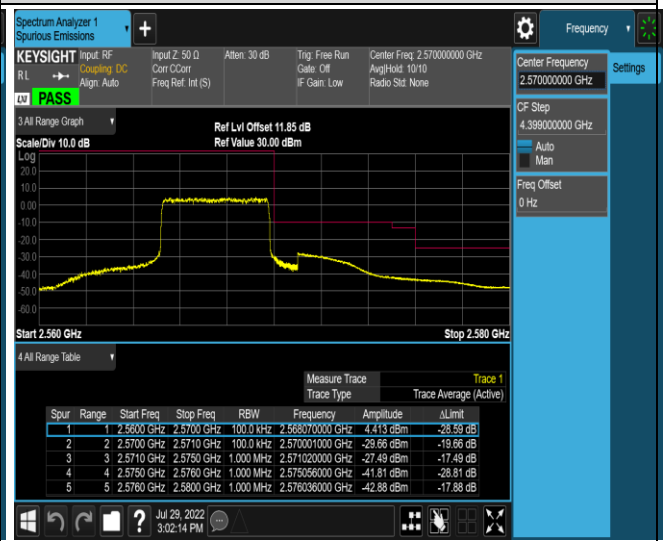 Spectrum Analyzer 1
Spurious Emissions
+
Frequency
KEYSIGHT
Input: RF
Input Z: 50 Ω
Atten: 30 dB
Trig: Free Run
Center Freq: 2.570000000 GHz
RL
Coupling: DC
Corr CCorr
Gate: Off
Avg|Hold: 10/10
Align: Auto
Freq Ref: Int (S)
IF Gain: Low
Radio Std: None
LNI
PASS
Center Frequency
2.570000000 GHz
Settings
CF Step
4.399000000 GHz
Auto
Man
Freq Offset
0 Hz
3 All Range Graph
Ref Lvl Offset 11.85 dB
Scale/Div 10.0 dB
Ref Value 30.00 dBm
Log
20.0
10.0
0.00
-10.0
-20.0
-30.0
-40.0
-50.0
-60.0
Start 2.560 GHz
Stop 2.580 GHz
4 All Range Table
Measure Trace Trace 1
Trace Type Trace Average (Active)
Spur Range Start Freq Stop Freq RBW Frequency Amplitude ΔLimit
1 1 2.5600 GHz 2.5700 GHz 100.0 kHz 2.568070000 GHz 4.413 dBm -28.59 dB
2 2 2.5700 GHz 2.5710 GHz 100.0 kHz 2.570001000 GHz -29.66 dBm -19.66 dB
3 3 2.5710 GHz 2.5750 GHz 1.000 MHz 2.571020000 GHz -27.49 dBm -17.49 dB
4 4 2.5750 GHz 2.5760 GHz 1.000 MHz 2.575056000 GHz -41.81 dBm -28.81 dB
5 5 2.5760 GHz 2.5800 GHz 1.000 MHz 2.576036000 GHz -42.88 dBm -17.88 dB
?
Jul 29, 2022
3:02:14 PM